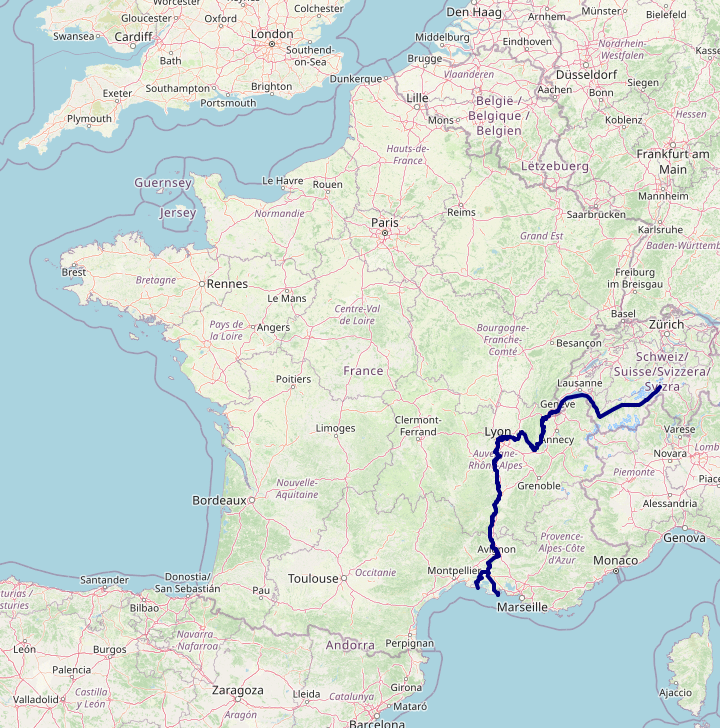 Worcester
Colchester
Den Haag
Arnhem
Münster
Bielefeld
Gloucester
Oxford
Swansea
Cardiff
London
Middelburg
Eindhoven
Nordrhein-
Westfalen
Bath
Southend-
on-Sea
Brugge
Düsseldorf
Southampton
Brighton
Dunkerque
Vlaanderen
Aachen
Siegen
Exeter
Portsmouth
Lille
België /
Belgique /
Belgien
Bonn
Plymouth
Mons
Koblenz
Hessen
Hauts-de-
France
Lëtzebuerg
Frankfurt am
Main
Guernsey
Le Havre
Rouen
Mannheim
Jersey
Normandie
Reims
Saarbrücken
Paris
Karlsruhe
Grand Est
Brest
Bretagne
Rennes
Le Mans
Freiburg
im Breisgau
Centre-Val
de Loire
Basel
Pays de
la Loire
Angers
Bourgogne-
Franche-
Comté
Besançon
Zürich
Schweiz/
Suisse/Svizzera/
Svizra
France
Poitiers
Lausanne
Genève
Limoges
Clermont-
Ferrand
Lyon
Annecy
Varese
Auvergne-
Rhône-Alpes
Novara
Nouvelle-
Aquitaine
Grenoble
Piemonte
Bordeaux
Alessandria
Provence-
Alpes-Côte
d'Azur
Genova
Avignon
Santander
Donostia/
San Sebastián
Toulouse
Occitanie
Montpellier
Monaco
Bilbao
Pau
Marseille
León
Burgos
Navarra -
Nafarroa
Andorra
Perpignan
Palencia
Girona
Valladolid
Castilla
y León
Zaragoza
Lleida
Catalunya
Mataró
Ajaccio
Aragón
Barcelona